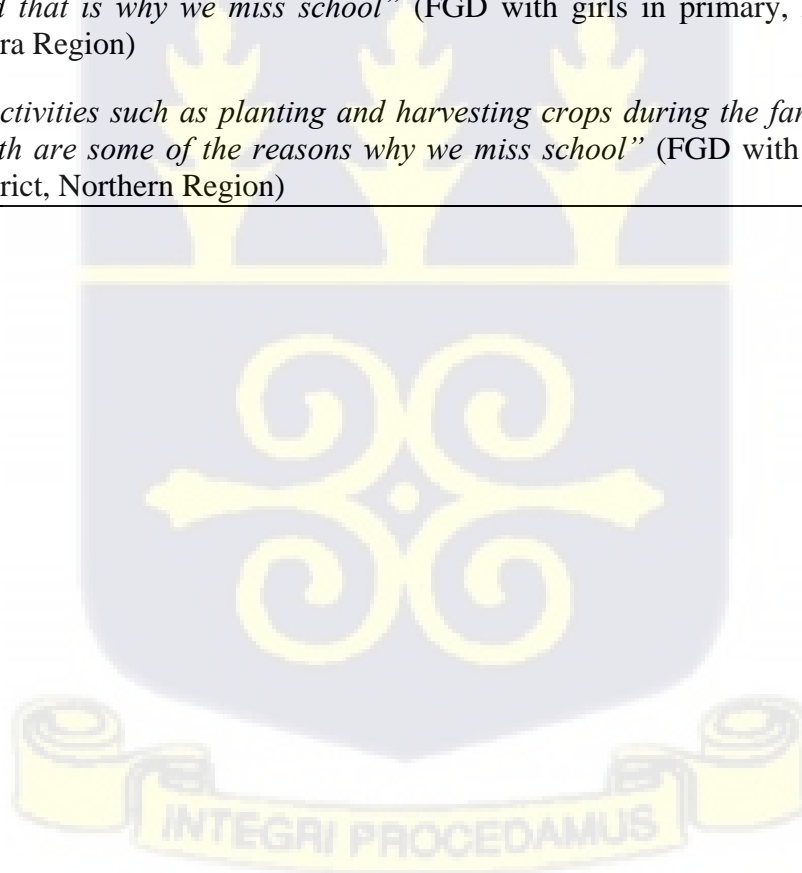 that is why we miss school" (FGD with girls in primary,
ra Region)
ctivities such as planting and harvesting crops during the far
th are some of the reasons why we miss school" (FGD with
rict, Northern Region)
INTEGRI PROCEDAMUS